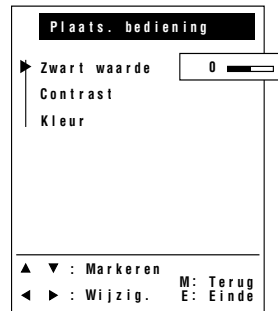 Plaats. bediening
▶ Zwart waarde 0
Contrast
Kleur
▲ ▼ : Markeren
M: Terug
◀ ▶ : Wijzig. E: Einde